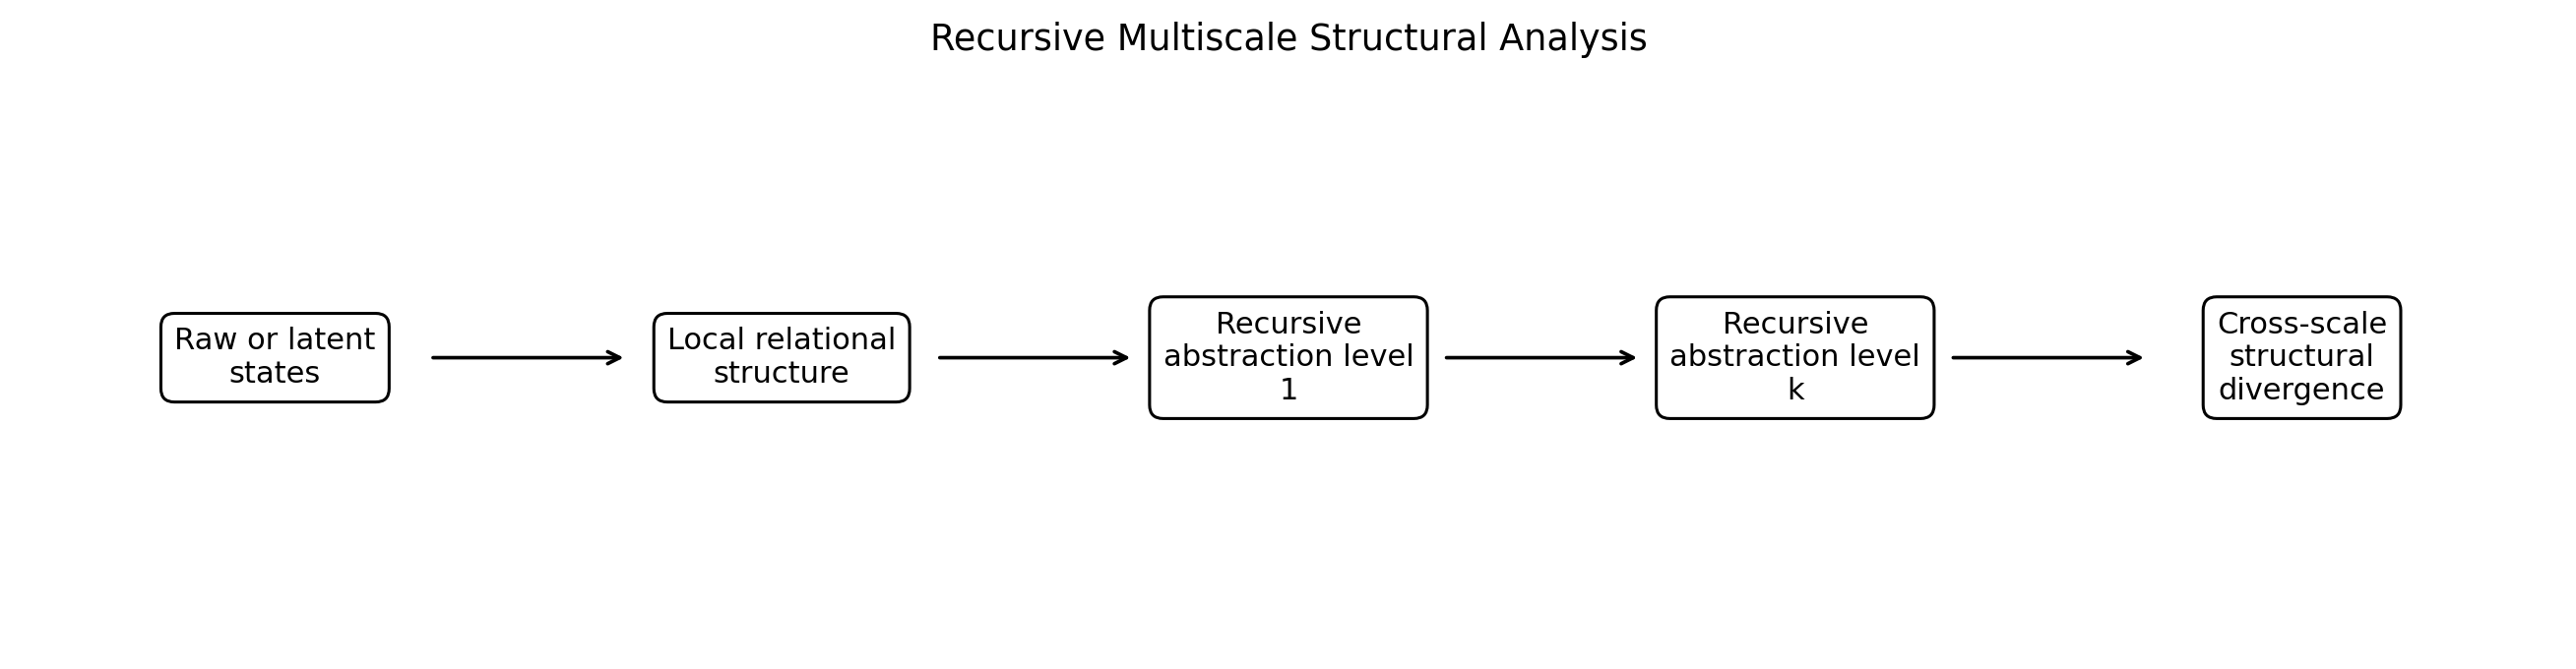 Recursive Multiscale Structural Analysis
Raw or latent
states
Local relational
structure
Recursive
abstraction level
1
Recursive
abstraction level
k
Cross-scale
structural
divergence